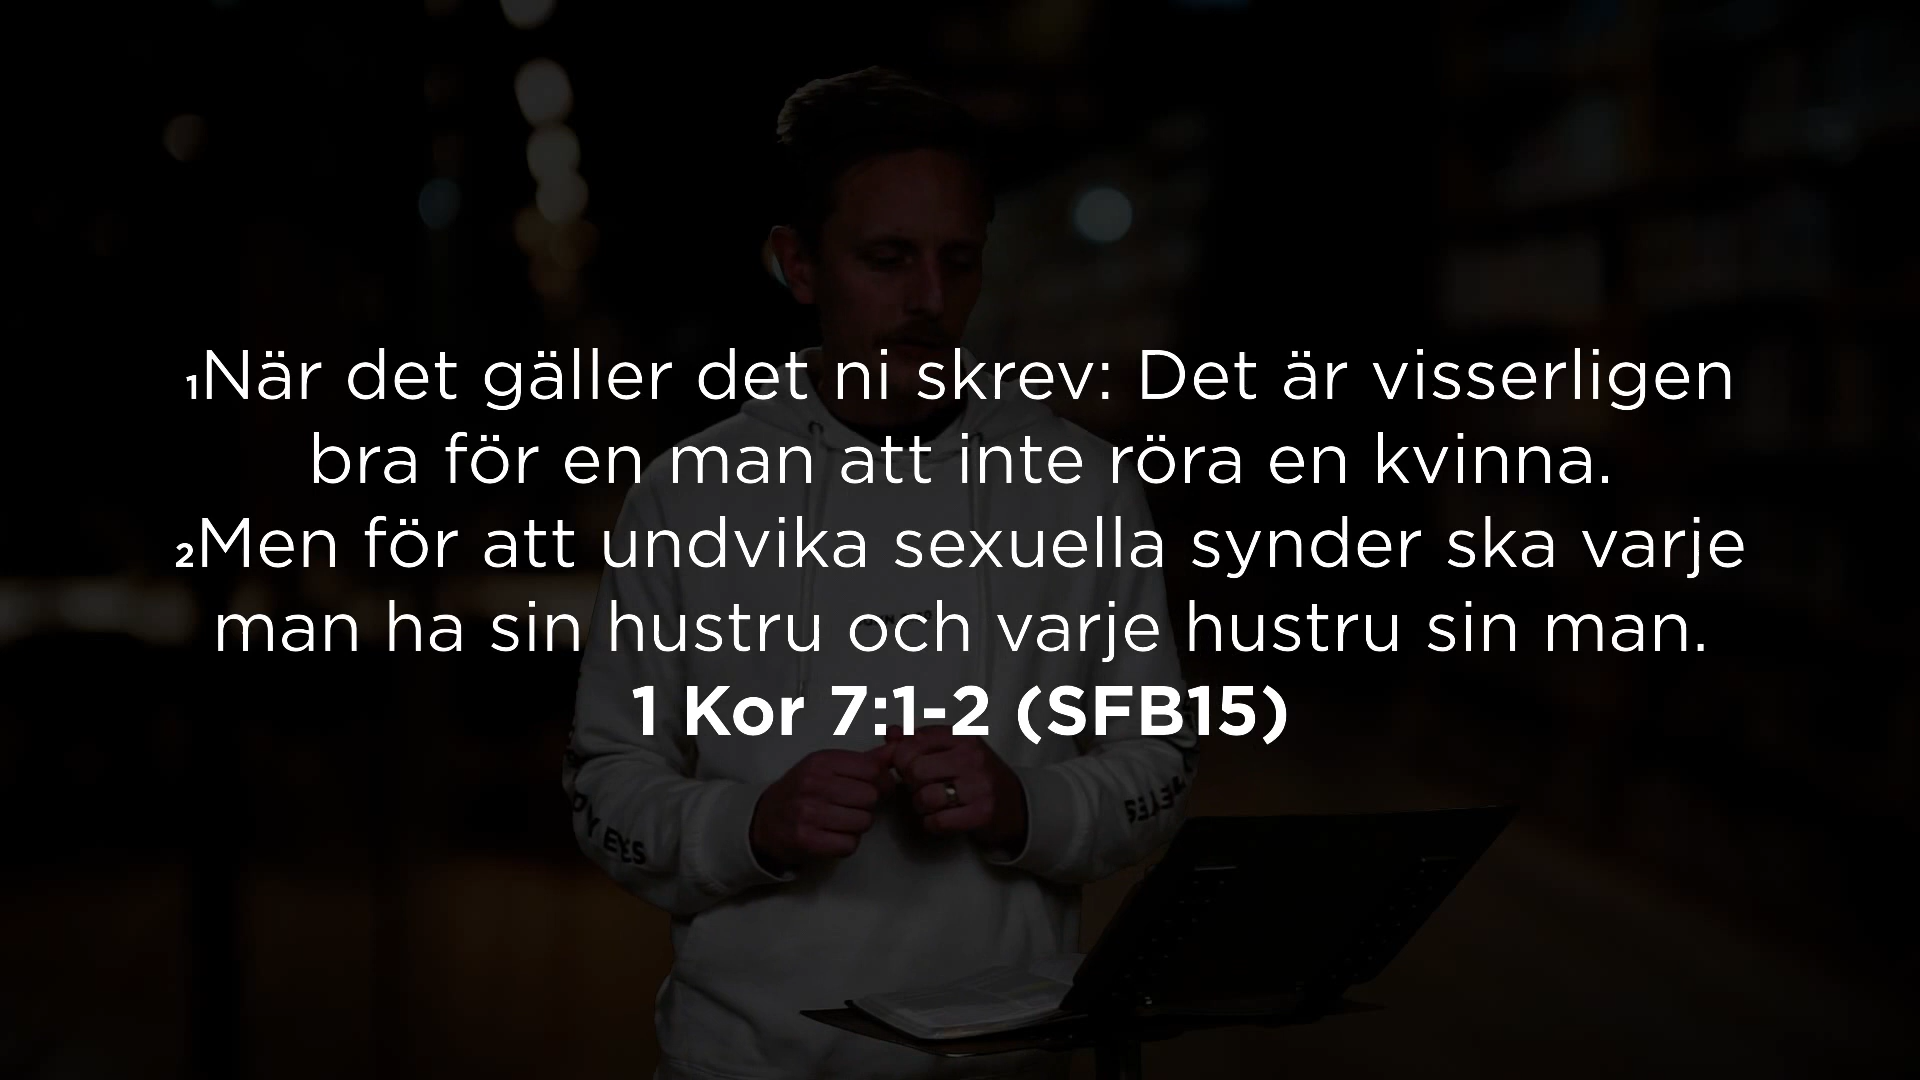 1När det gäller det ni skrev: Det är visserligen
bra för en man att inte röra en kvinna.
2Men för att undvika sexuella synder ska varje
man ha sin hustru och varje hustru sin man.
1 Kor 7:1-2 (SFB15)